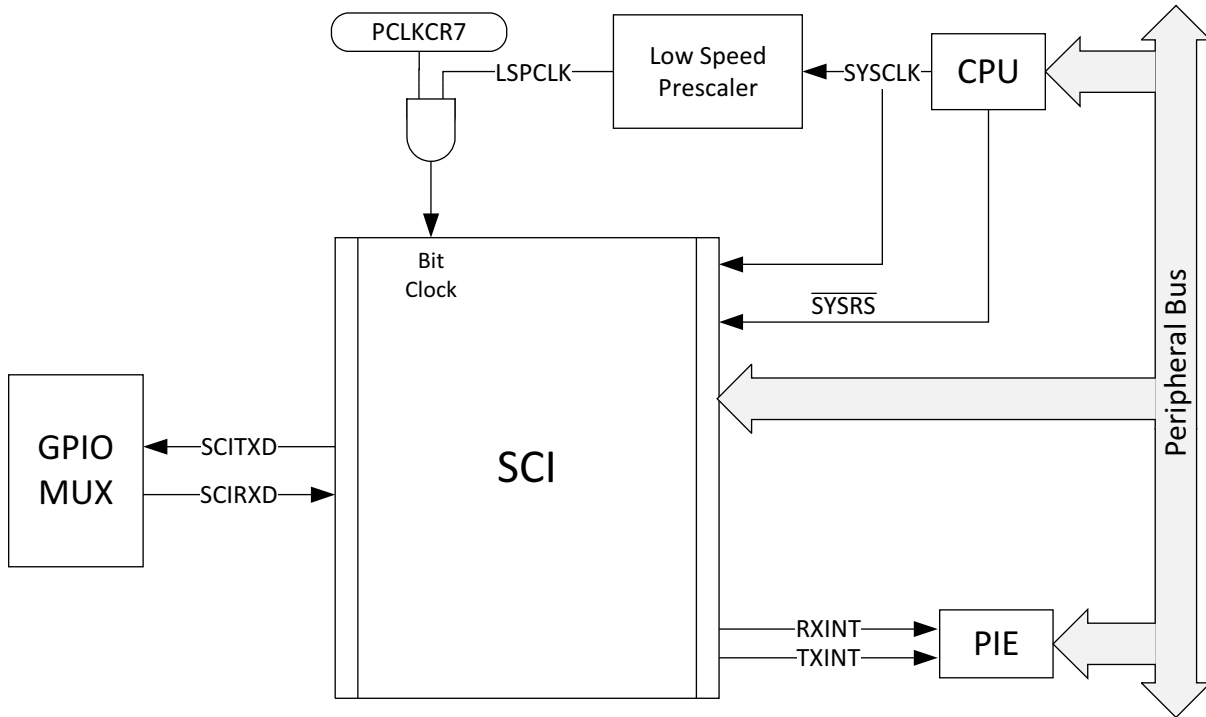 PCLKCR7
LSPCLK
Low Speed
Prescaler
SYSCLK
CPU
Bit
Clock
SYSRS
Peripheral Bus
GPIO
MUX
SCITXD
SCIRXD
SCI
RXINT
TXINT
PIE